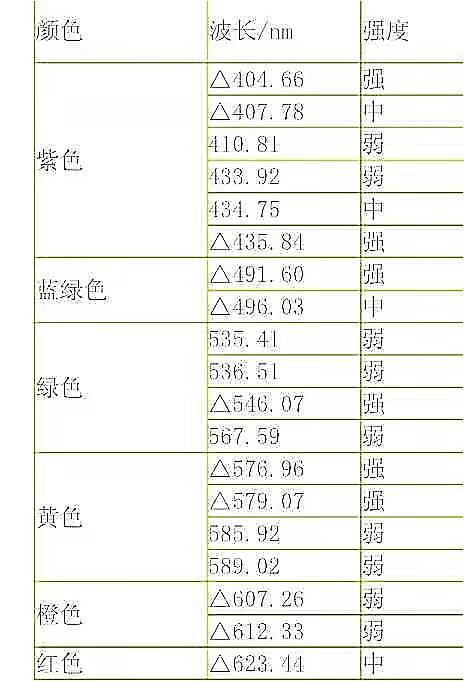 颜色 波长/nm 强度
紫色 △404.66 强
△407.78 中
410.81 弱
433.92 弱
434.75 中
△435.84 强
蓝绿色 △491.60 强
△496.03 中
绿色 535.41 弱
536.51 弱
△546.07 强
567.59 弱
黄色 △576.96 强
△579.07 强
585.92 弱
589.02 弱
橙色 △607.26 弱
△612.33 弱
红色 △623.44 中